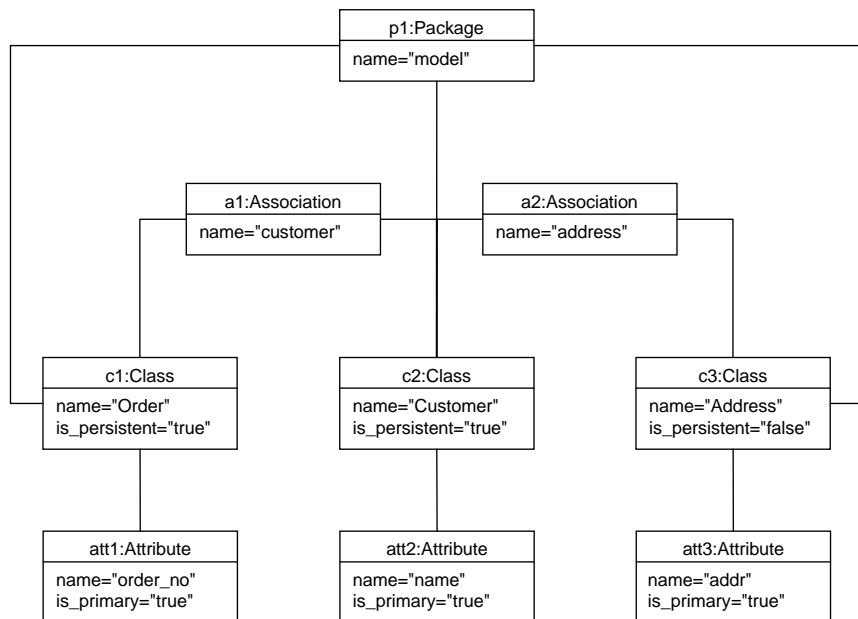 p1:Package
name="model"
a1:Association
name="customer"
a2:Association
name="address"
c1:Class
name="Order"
is_persistent="true"
c2:Class
name="Customer"
is_persistent="true"
c3:Class
name="Address"
is_persistent="false"
att1:Attribute
name="order_no"
is_primary="true"
att2:Attribute
name="name"
is_primary="true"
att3:Attribute
name="addr"
is_primary="true"